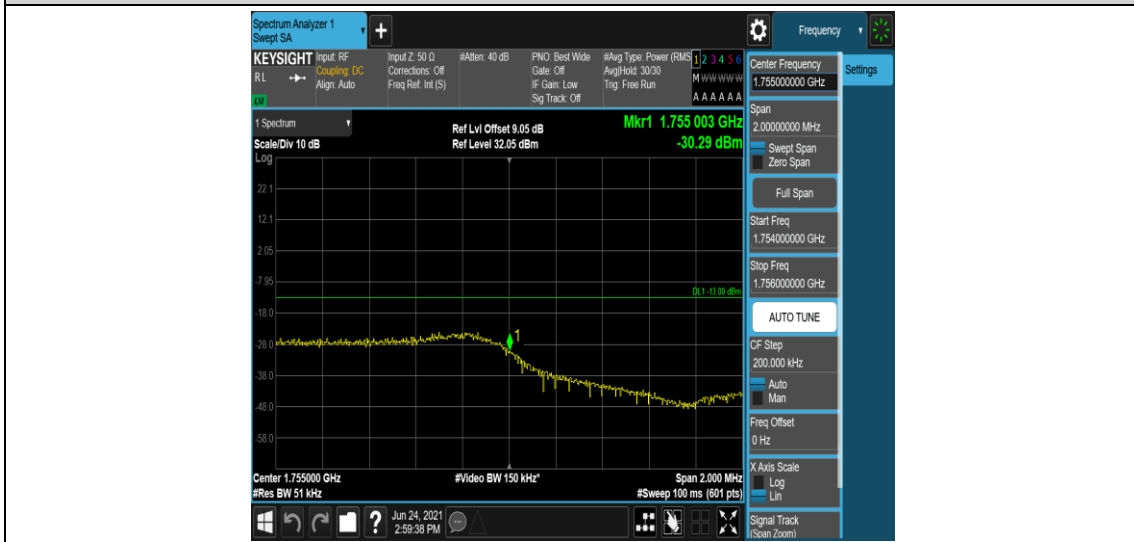 Spectrum Analyzer 1
Swept SA
+
Frequency
KEYSIGHT
RL
LXI
Input: RF
Coupling: DC
Align: Auto
Input Z: 50 Ω
Corrections: Off
Freq Ref: Int (S)
#Atten: 40 dB
PNO: Best Wide
Gate: Off
IF Gain: Low
Sig Track: Off
#Avg Type: Power (RMS
Avg|Hold: 30/30
Trig: Free Run
1 2 3 4 5 6
M W W W W W
A A A A A A
1 Spectrum
Scale/Div 10 dB
Ref Lvl Offset 9.05 dB
Ref Level 32.05 dBm
Mkr1 1.755 003 GHz
-30.29 dBm
Log
22.1
12.1
2.05
-7.95
DL1 -13.00 dBm
-18.0
-28.0
1
-38.0
-48.0
-58.0
Center 1.755000 GHz
#Res BW 51 kHz
#Video BW 150 kHz*
Span 2.000 MHz
#Sweep 100 ms (601 pts)
Center Frequency
1.755000000 GHz
Settings
Span
2.00000000 MHz
Swept Span
Zero Span
Full Span
Start Freq
1.754000000 GHz
Stop Freq
1.756000000 GHz
AUTO TUNE
CF Step
200.000 kHz
Auto
Man
Freq Offset
0 Hz
X Axis Scale
Log
Lin
Signal Track
(Span Zoom)
?
Jun 24, 2021
2:59:38 PM